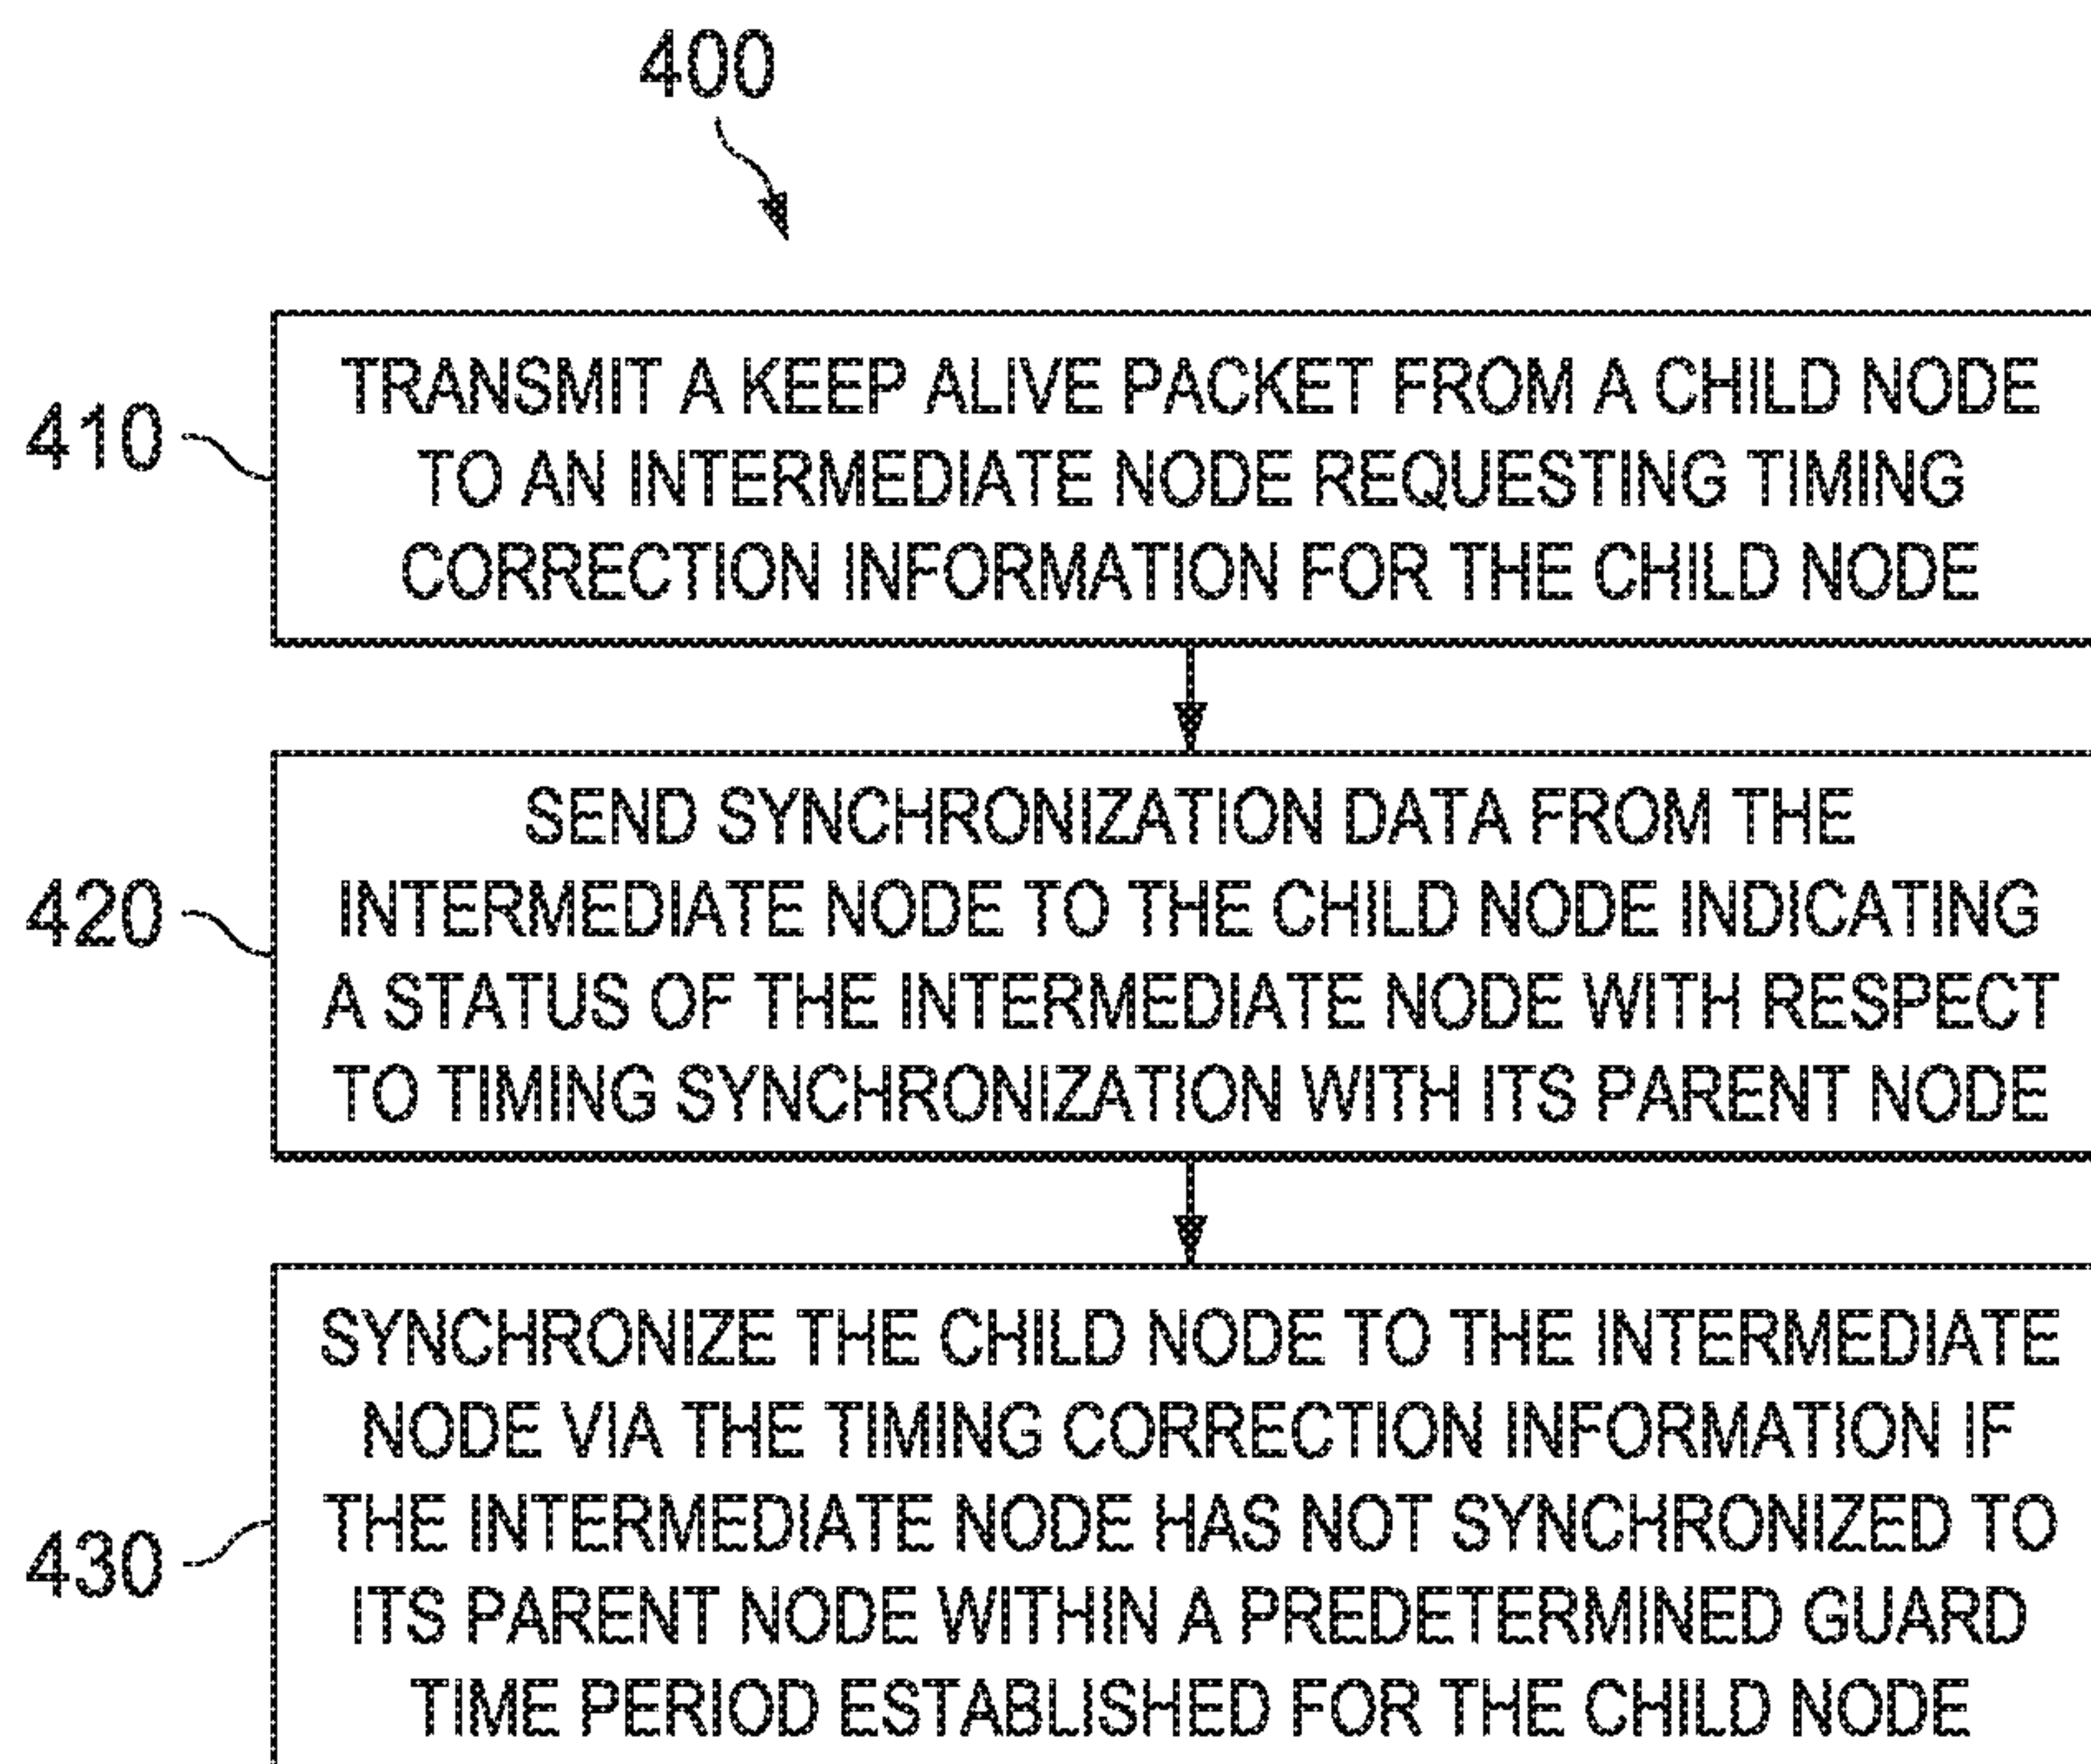 400
410
TRANSMIT A KEEP ALIVE PACKET FROM A CHILD NODE
TO AN INTERMEDIATE NODE REQUESTING TIMING
CORRECTION INFORMATION FOR THE CHILD NODE
420
SEND SYNCHRONIZATION DATA FROM THE
INTERMEDIATE NODE TO THE CHILD NODE INDICATING
A STATUS OF THE INTERMEDIATE NODE WITH RESPECT
TO TIMING SYNCHRONIZATION WITH ITS PARENT NODE
430
SYNCHRONIZE THE CHILD NODE TO THE INTERMEDIATE
NODE VIA THE TIMING CORRECTION INFORMATION IF
THE INTERMEDIATE NODE HAS NOT SYNCHRONIZED TO
ITS PARENT NODE WITHIN A PREDETERMINED GUARD
TIME PERIOD ESTABLISHED FOR THE CHILD NODE